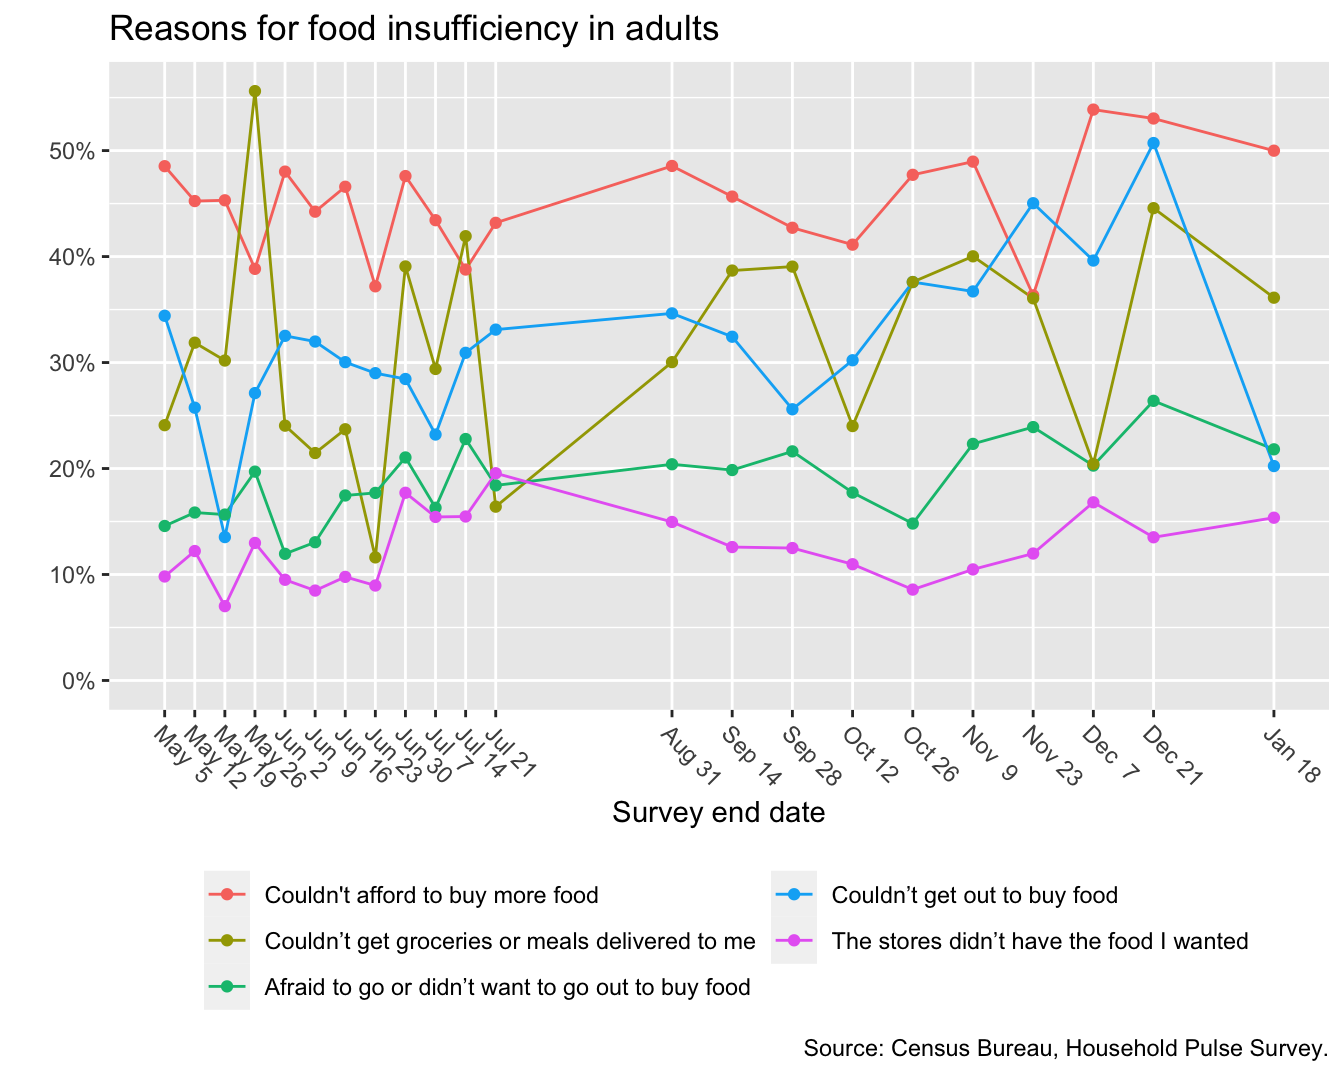 Reasons for food insufficiency in adults
50%
40%
30%
20%
10%
0%
May 5
May 12
May 19
May 26
Jun 2
Jun 9
Jun 16
Jun 23
Jun 30
Jul 7
Jul 14
Jul 21
Aug 31
Sep 14
Sep 28
Oct 12
Oct 26
Nov 9
Nov 23
Dec 7
Dec 21
Jan 18
Survey end date
Couldn't afford to buy more food
Couldn’t get groceries or meals delivered to me
Afraid to go or didn’t want to go out to buy food
Couldn’t get out to buy food
The stores didn’t have the food I wanted
Source: Census Bureau, Household Pulse Survey.